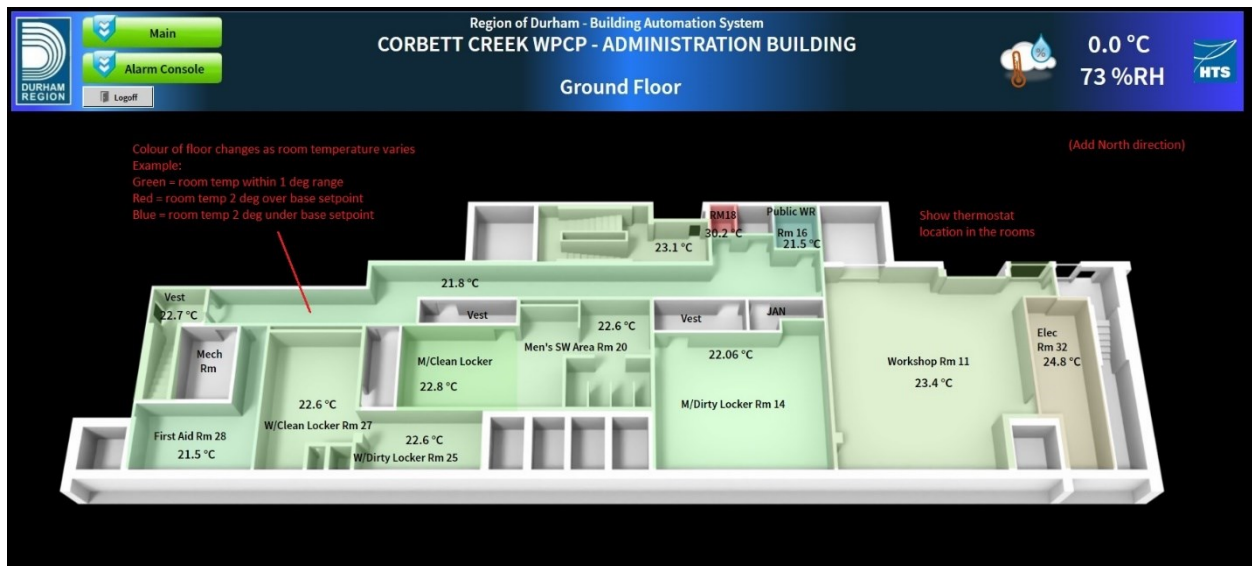 DURHAM
REGION
Main
Alarm Console
Logoff
Region of Durham - Building Automation System
CORBETT CREEK WPCP - ADMINISTRATION BUILDING
Ground Floor
%
0.0 °C
73 %RH
HTS
Colour of floor changes as room temperature varies
Example:
Green = room temp within 1 deg range
Red = room temp 2 deg over base setpoint
Blue = room temp 2 deg under base setpoint
(Add North direction)
Show thermostat
location in the rooms
RM18
30.2 °C
Public WR
Rm 16
21.5 °C
23.1 °C
21.8 °C
Vest
22.7 °C
Mech
Rm
Vest
22.6 °C
Men's SW Area Rm 20
M/Clean Locker
22.8 °C
Vest
JAN
22.06 °C
M/Dirty Locker Rm 14
Workshop Rm 11
23.4 °C
Elec
Rm 32
24.8 °C
22.6 °C
W/Clean Locker Rm 27
First Aid Rm 28
21.5 °C
22.6 °C
W/Dirty Locker Rm 25